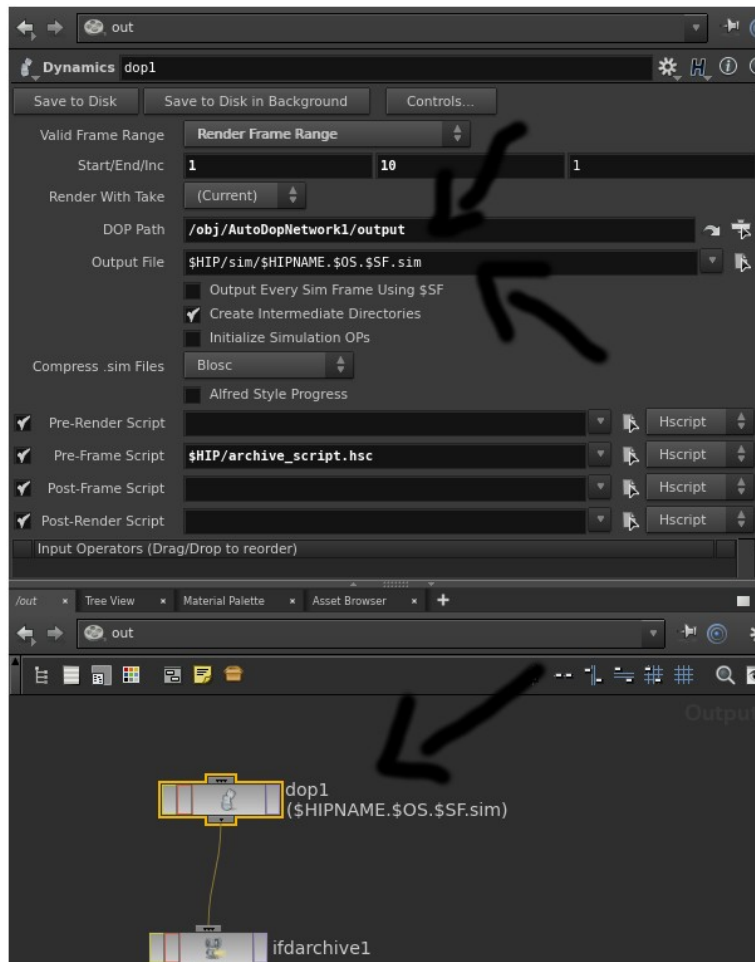 out
Dynamics dop1
Save to Disk Save to Disk in Background Controls...
Valid Frame Range Render Frame Range
Start/End/Inc 1 10 1
Render With Take (Current)
DOP Path /obj/AutoDopNetwork1/output
Output File $HIP/sim/$HIPNAME.$OS.$SF.sim
Output Every Sim Frame Using $SF
Create Intermediate Directories
Initialize Simulation OPs
Compress .sim Files Blosc
Alfred Style Progress
Pre-Render Script Hscript
Pre-Frame Script $HIP/archive_script.hsc Hscript
Post-Frame Script Hscript
Post-Render Script Hscript
Input Operators (Drag/Drop to reorder)
/out Tree View Material Palette Asset Browser
out
Output
dop1
($HIPNAME.$OS.$SF.sim)
ifdarchive1